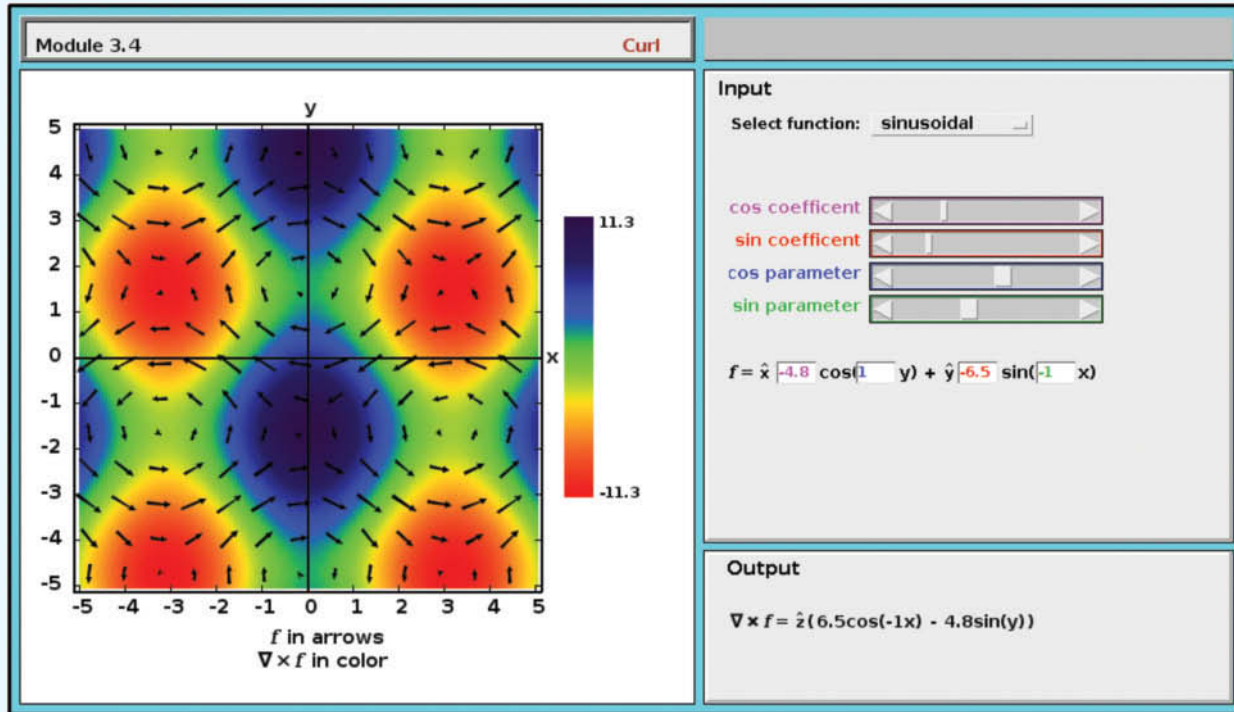 Module 3.4 Curl
y
5
4
3
2
1
0
-1
-2
-3
-4
-5
x
-5 -4 -3 -2 -1 0 1 2 3 4 5
11.3
-11.3
f in arrows
∇ × f in color
Input
Select function: sinusoidal
cos coefficent
sin coefficent
cos parameter
sin parameter
f = x̂ -4.8 cos(1 y) + ŷ -6.5 sin(-1 x)
Output
∇ × f = ẑ(6.5cos(-1x) - 4.8sin(y))